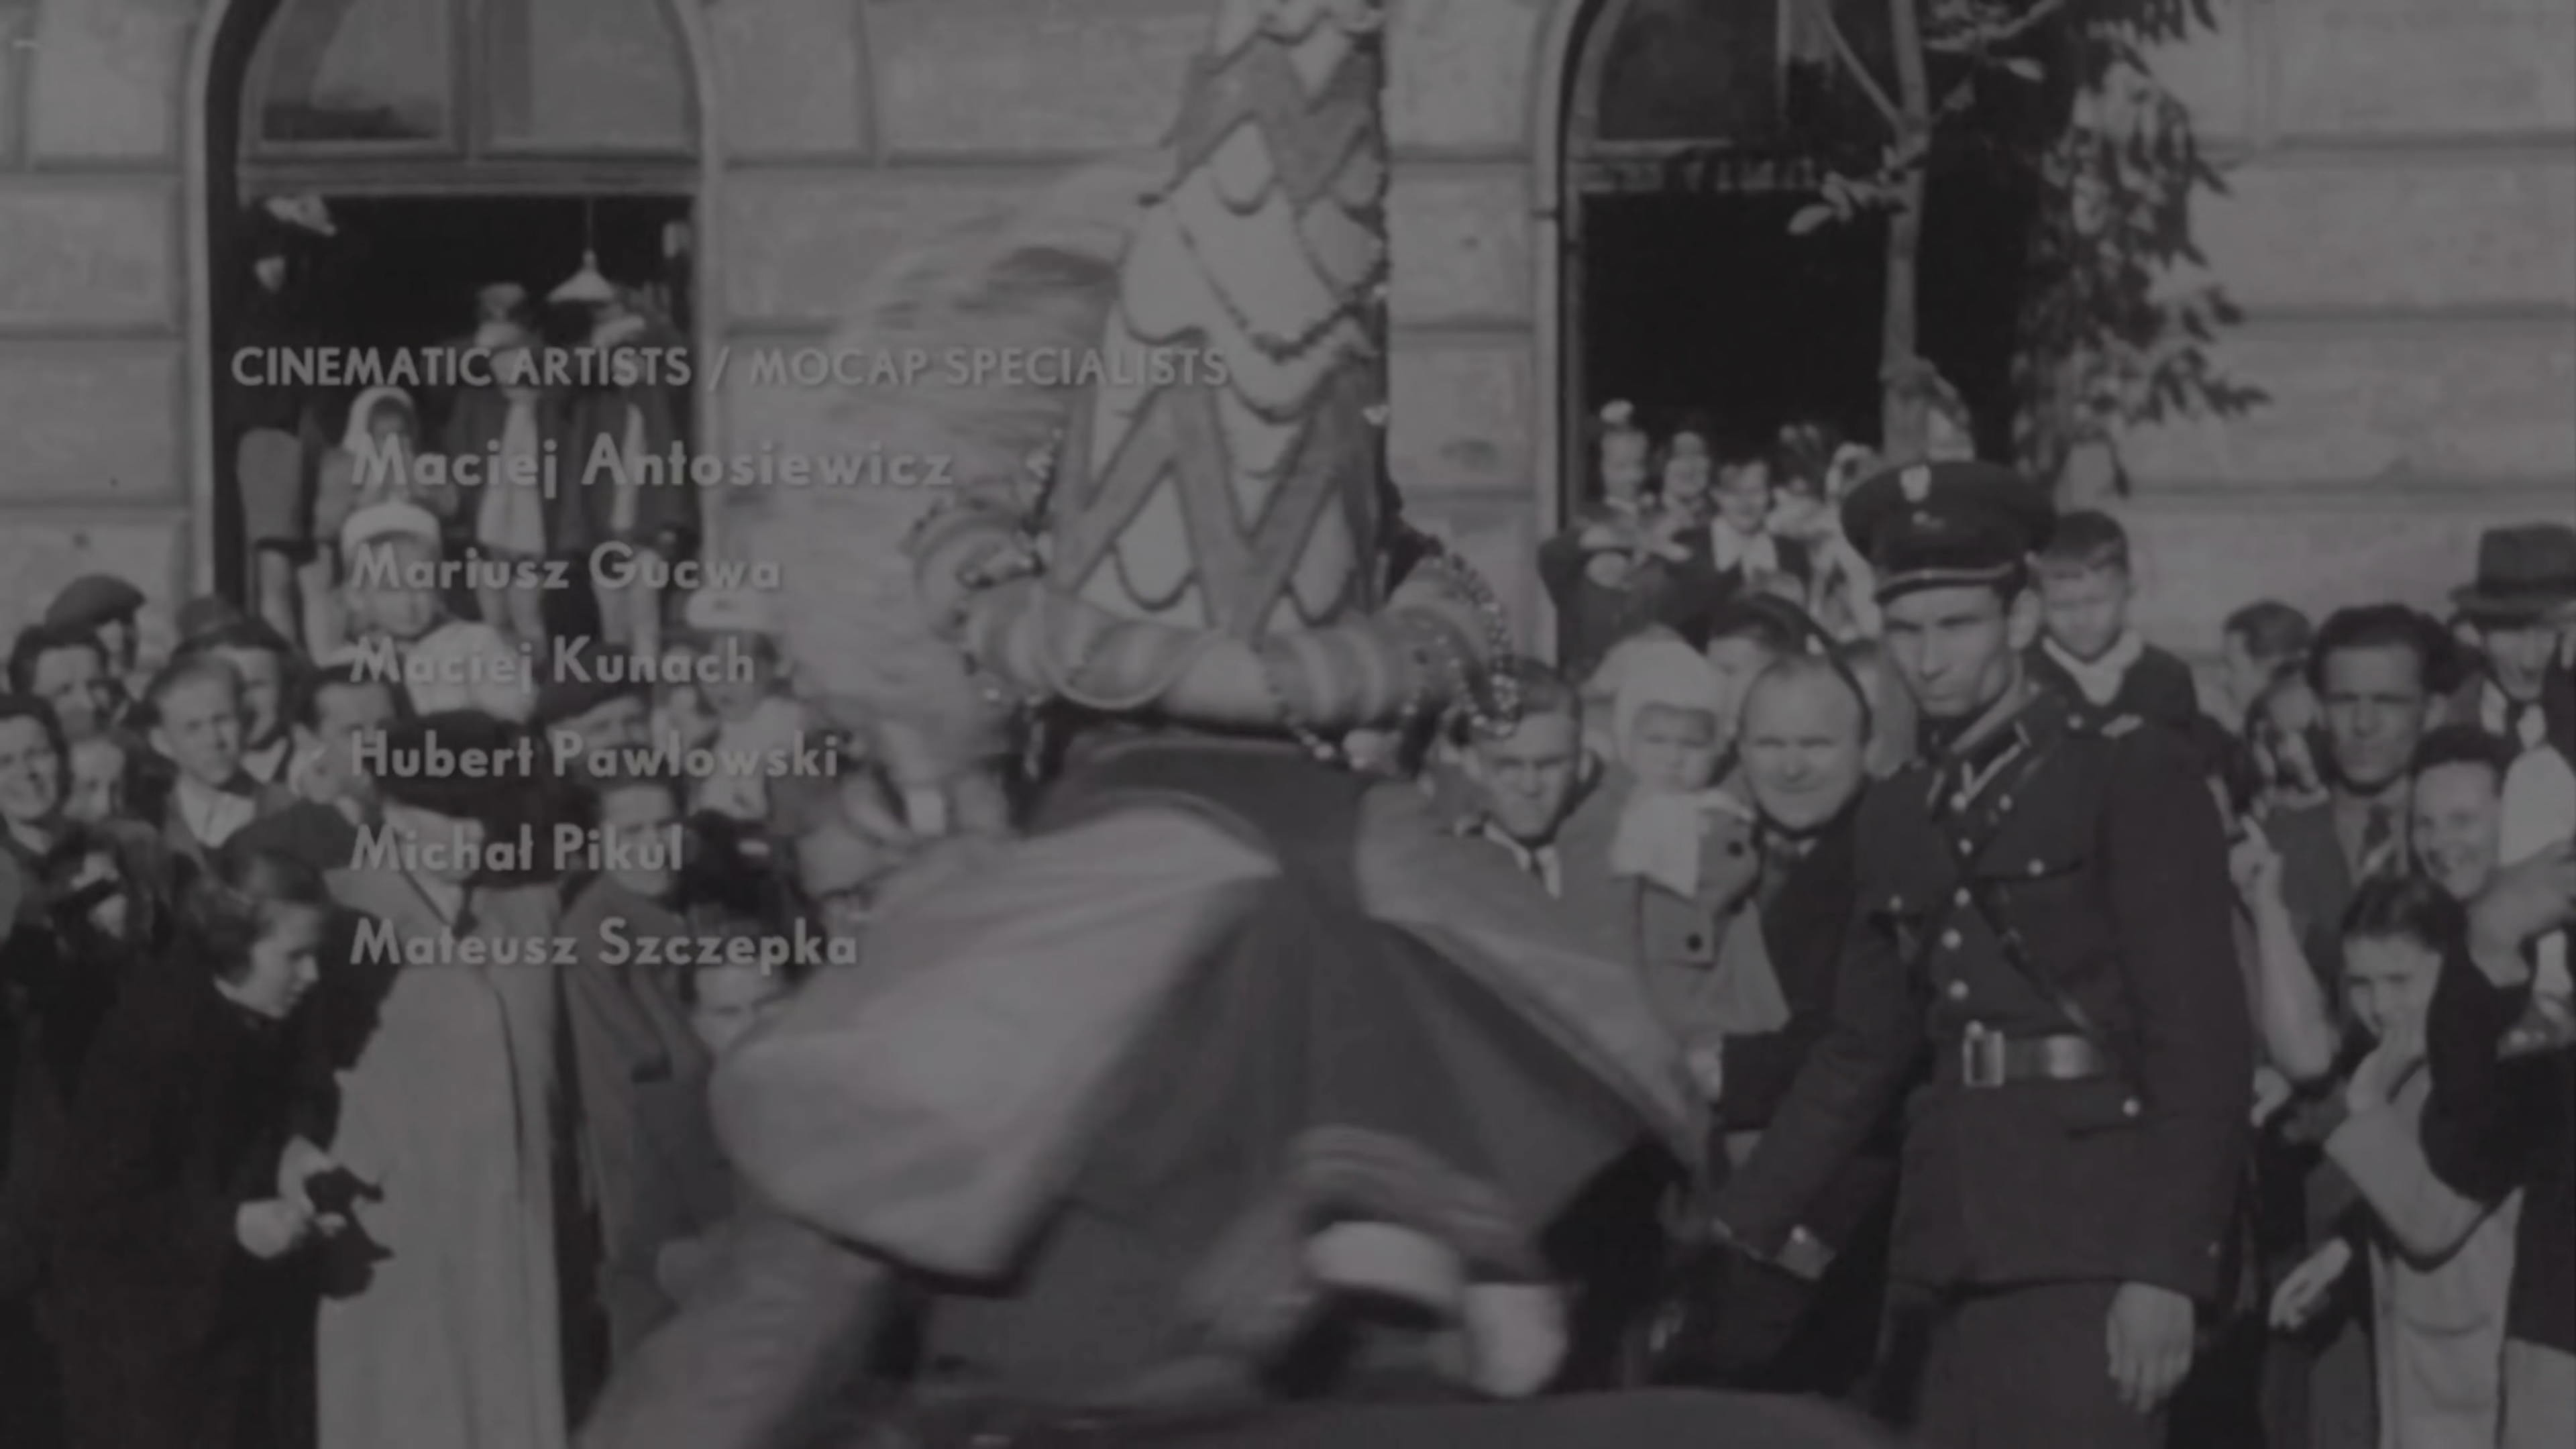 CINEMATIC ARTISTS / MOCAP SPECIALISTS
Maciej Antosiewicz
Mariusz Gucwa
Maciej Kunach
Hubert Pawłowski
Michał Pikul
Mateusz Szczepka